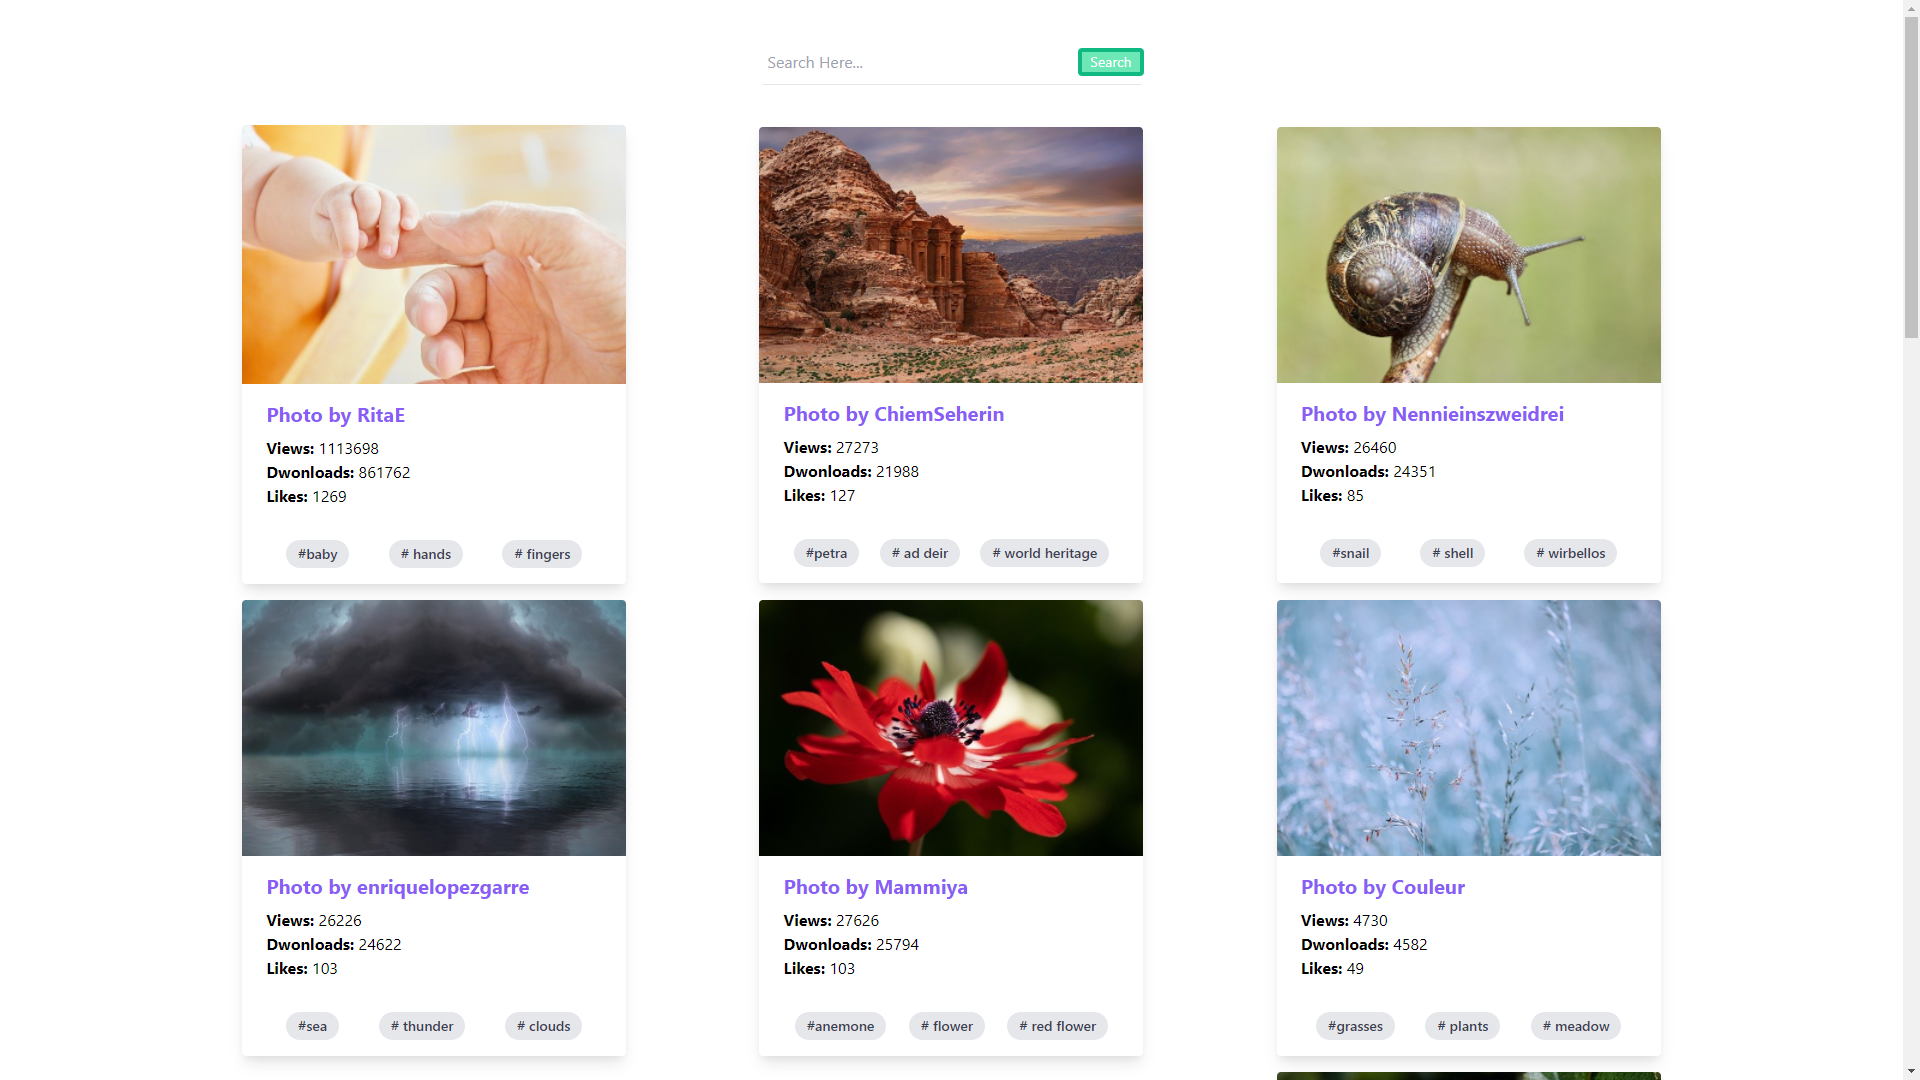 Search Here...
Search
Photo by RitaE
Views: 1113698
Dwonloads: 861762
Likes: 1269
#baby
# hands
# fingers
Photo by ChiemSeherin
Views: 27273
Dwonloads: 21988
Likes: 127
#petra
# ad deir
# world heritage
Photo by Nennieinszweidrei
Views: 26460
Dwonloads: 24351
Likes: 85
#snail
# shell
# wirbellos
Photo by enriquelopezgarre
Views: 26226
Dwonloads: 24622
Likes: 103
#sea
# thunder
# clouds
Photo by Mammiya
Views: 27626
Dwonloads: 25794
Likes: 103
#anemone
# flower
# red flower
Photo by Couleur
Views: 4730
Dwonloads: 4582
Likes: 49
#grasses
# plants
# meadow